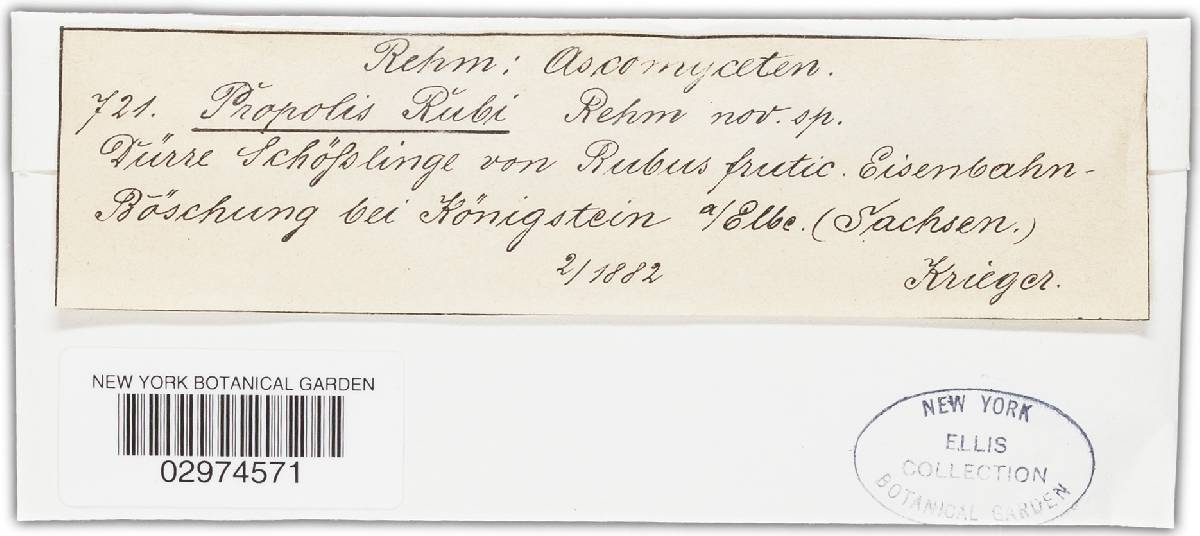 Rehm: Ascomyceten.
721. Propolis Rubi Rehm nov. sp.
Dürre Schößlinge von Rubus frutic. Eisenbahn-
Böschung bei Königstein a/Elbe. (Sachsen.)
2/1882 Krieger.
NEW YORK BOTANICAL GARDEN
02974571
NEW YORK
ELLIS
COLLECTION
BOTANICAL GARDEN